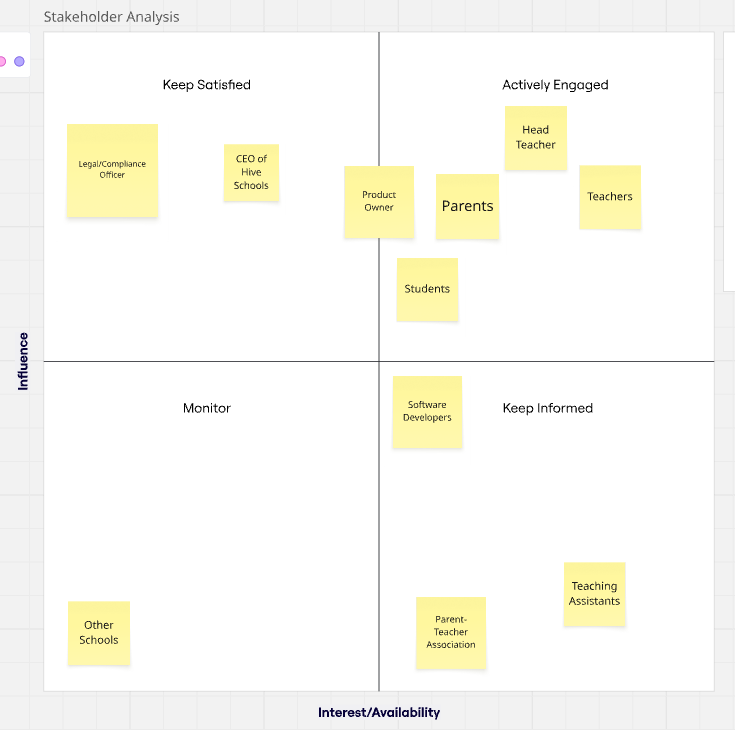 Stakeholder Analysis
Keep Satisfied
Actively Engaged
Legal/Compliance
Officer
CEO of
Hive
Schools
Product
Owner
Parents
Head
Teacher
Teachers
Students
Influence
Monitor
Keep Informed
Software
Developers
Other
Schools
Parent-
Teacher
Association
Teaching
Assistants
Interest/Availability